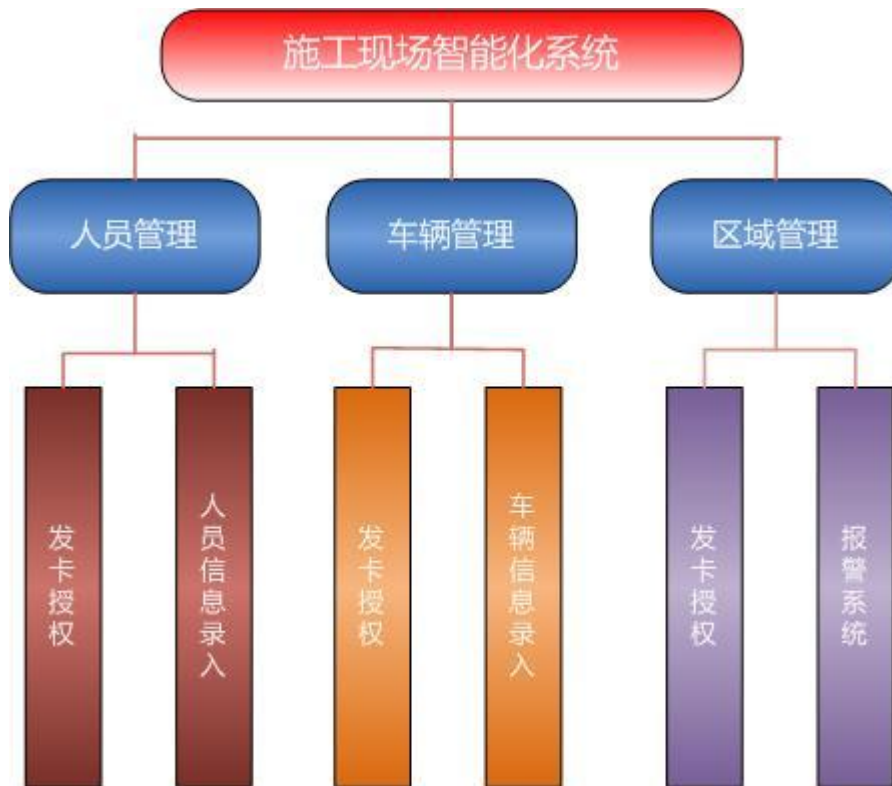 施工现场智能化系统
人员管理
车辆管理
区域管理
发卡授权
人员信息录入
发卡授权
车辆信息录入
发卡授权
报警系统